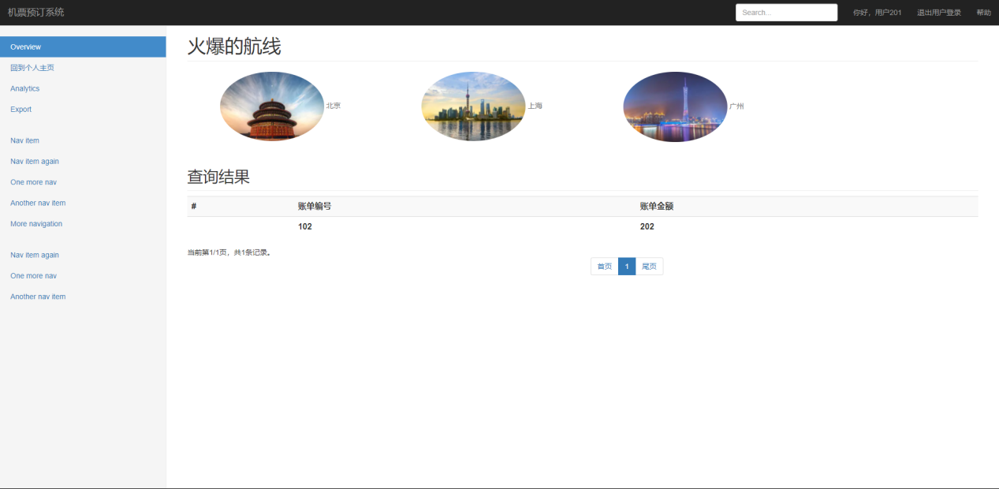 机票预订系统 Search... 你好，用户201 退出用户登录 帮助
Overview
回到个人主页
Analytics
Export
Nav item
Nav item again
One more nav
Another nav item
More navigation
Nav item again
One more nav
Another nav item
火爆的航线
北京 上海 广州
查询结果
# 账单编号 账单金额
102 202
当前第1/1页，共1条记录。
首页 1 尾页